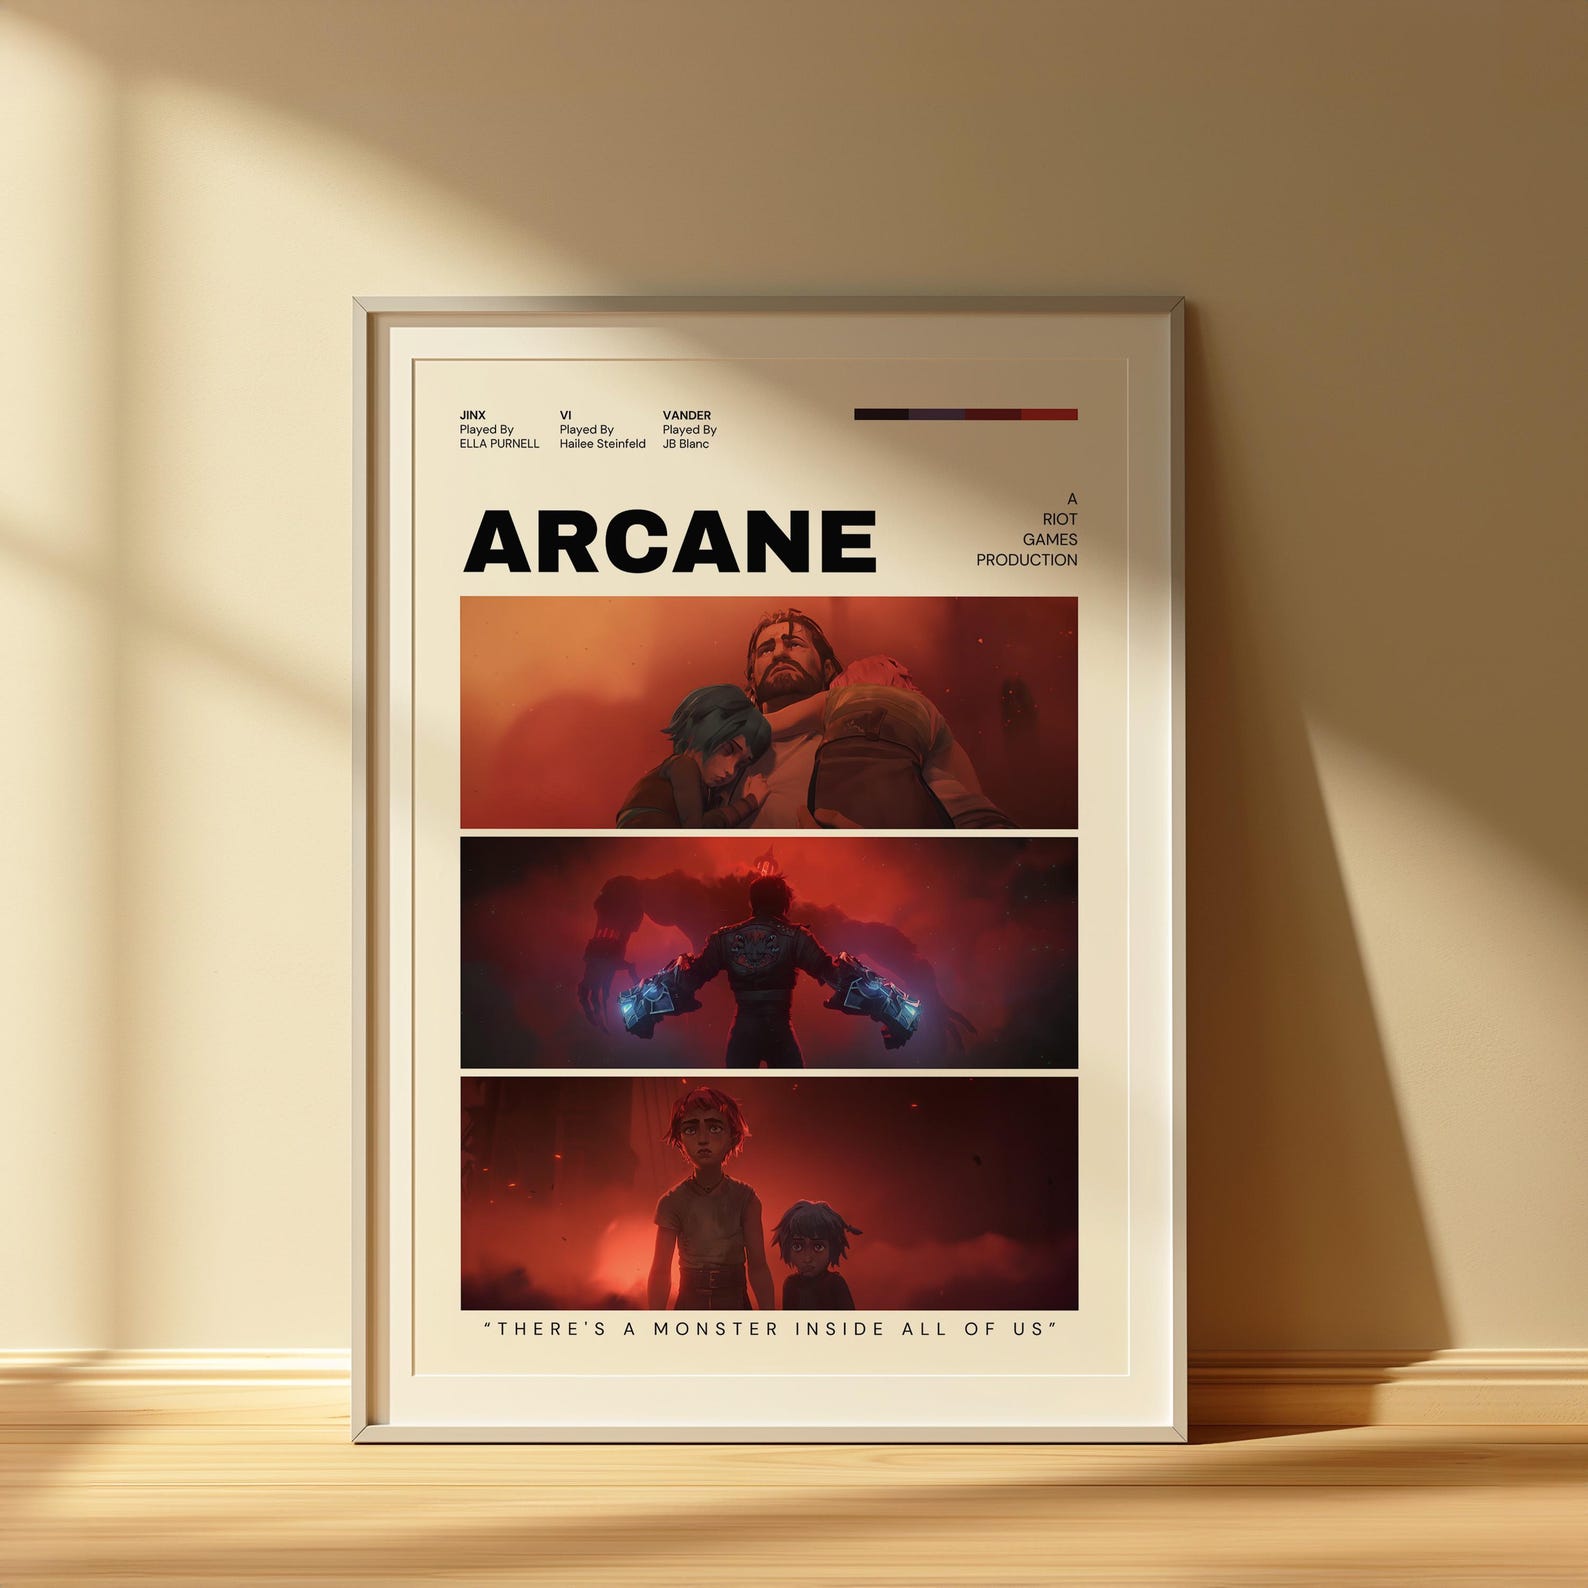 JINX
Played By
ELLA PURNELL
VI
Played By
Hailee Steinfeld
VANDER
Played By
JB Blanc
A
RIOT
GAMES
PRODUCTION
ARCANE
“THERE'S A MONSTER INSIDE ALL OF US”